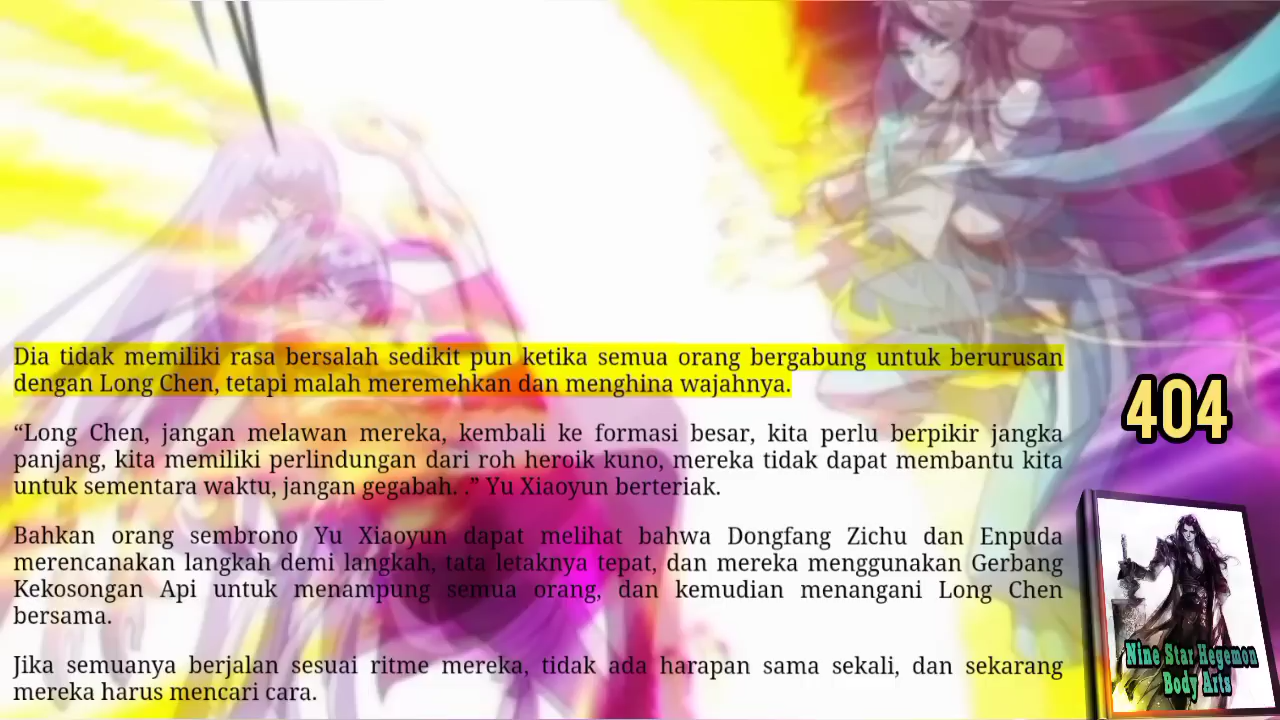 Dia tidak memiliki rasa bersalah sedikit pun ketika semua orang bergabung untuk berurusan
dengan Long Chen, tetapi malah meremehkan dan menghina wajahnya.
“Long Chen, jangan melawan mereka, kembali ke formasi besar, kita perlu berpikir jangka
panjang, kita memiliki perlindungan dari roh heroik kuno, mereka tidak dapat membantu kita
untuk sementara waktu, jangan gegabah. .” Yu Xiaoyun berteriak.
Bahkan orang sembrono Yu Xiaoyun dapat melihat bahwa Dongfang Zichu dan Enpuda
merencanakan langkah demi langkah, tata letaknya tepat, dan mereka menggunakan Gerbang
Kekosongan Api untuk menampung semua orang, dan kemudian menangani Long Chen
bersama.
Jika semuanya berjalan sesuai ritme mereka, tidak ada harapan sama sekali, dan sekarang
mereka harus mencari cara.
404
Nine Star Hegemon
Body Arts